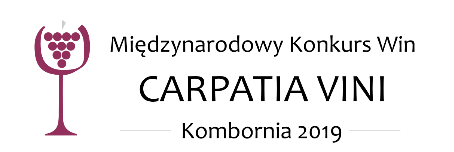 Międzynarodowy Konkurs Win
CARPATIA VINI
Kombornia 2019